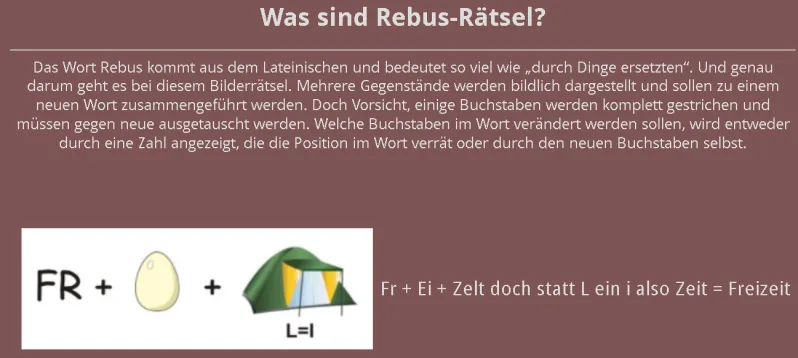 Was sind Rebus-Rätsel?
Das Wort Rebus kommt aus dem Lateinischen und bedeutet so viel wie „durch Dinge ersetzten“. Und genau
darum geht es bei diesem Bilderrätsel. Mehrere Gegenstände werden bildlich dargestellt und sollen zu einem
neuen Wort zusammengeführt werden. Doch Vorsicht, einige Buchstaben werden komplett gestrichen und
müssen gegen neue ausgetauscht werden. Welche Buchstaben im Wort verändert werden sollen, wird entweder
durch eine Zahl angezeigt, die die Position im Wort verrät oder durch den neuen Buchstaben selbst.
FR + +
L=I
Fr + Ei + Zelt doch statt L ein i also Zeit = Freizeit